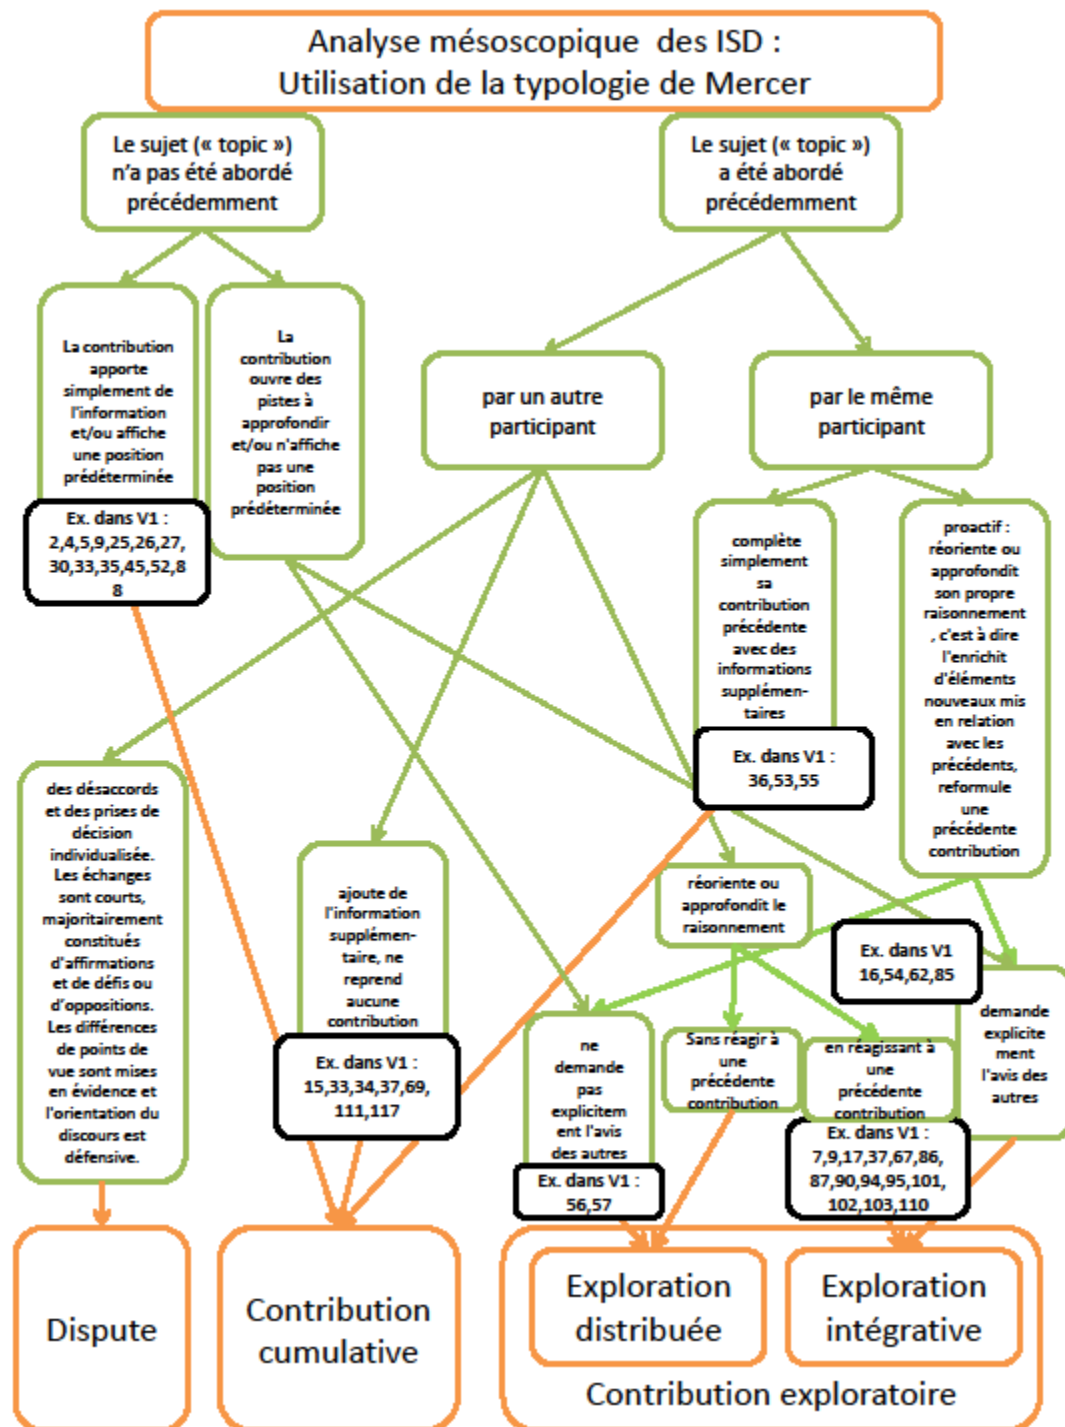 Analyse mésoscopique des ISD :
Utilisation de la typologie de Mercer
Le sujet (« topic »)
n'a pas été abordé
précédemment
Le sujet (« topic »)
a été abordé
précédemment
La contribution
apporte
simplement de
l'information
et/ou affiche
une position
prédéterminée
Ex. dans V1 :
2,4,5,9,25,26,27,
30,33,35,45,52,8
8
La
contribution
ouvre des
pistes à
approfondir
et/ou n'affiche
pas une
position
prédéterminée
par un autre
participant
par le même
participant
complète
simplement
sa
contribution
précédente
avec des
informations
supplémen-
taires
Ex. dans V1 :
36,53,55
proactif :
réoriente ou
approfondit
son propre
raisonnement
, c'est à dire
l'enrichit
d'éléments
nouveaux mis
en relation
avec les
précédents,
reformule
une
précédente
contribution
des désaccords
et des prises de
décision
individualisée.
Les échanges
sont courts,
majoritairement
constitués
d'affirmations
et de défis ou
d'oppositions.
Les différences
de points de
vue sont mises
en évidence et
l'orientation du
discours est
défensive.
ajoute de
l'information
supplémen-
taire, ne
reprend
aucune
contribution
Ex. dans V1 :
15,33,34,37,69,
111,117
réoriente ou
approfondit le
raisonnement
Ex. dans V1
16,54,62,85
ne
demande
pas
explicitem
ent l'avis
des autres
Ex. dans V1 :
56,57
Sans réagir à
une
précédente
contribution
en réagissant à
une
précédente
contribution
Ex. dans V1 :
7,9,17,37,67,86,
87,90,94,95,101,
102,103,110
demande
explicite
ment
l'avis des
autres
Dispute
Contribution
cumulative
Exploration
distribuée
Exploration
intégrative
Contribution exploratoire